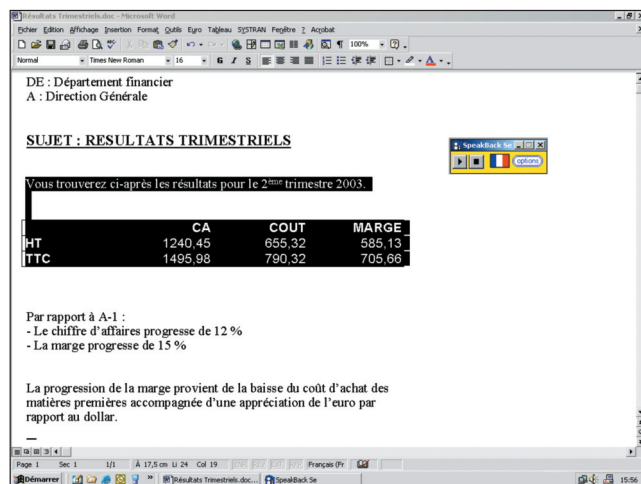 Résultats Trimestriels.doc - Microsoft Word
Fichier Edition Affichage Insertion Format Outils Euro Tableau SYSTRAN Fenêtre ? Acrobat
100%
Normal Times New Roman 16 G I S
DE : Département financier
A : Direction Générale
SUJET : RESULTATS TRIMESTRIELS
SpeakBack Se
options
Vous trouverez ci-après les résultats pour le 2ème trimestre 2003.
CA COUT MARGE
HT 1240,45 655,32 585,13
TTC 1495,98 790,32 705,66
Par rapport à A-1 :
- Le chiffre d'affaires progresse de 12 %
- La marge progresse de 15 %
La progression de la marge provient de la baisse du coût d'achat des
matières premières accompagnée d'une appréciation de l'euro par
rapport au dollar.
Page 1 Sec 1 1/1 À 17,5 cm Li 24 Col 19 Français (Fr
Démarrer Résultats Trimestriels.doc... SpeakBack Se 15:56